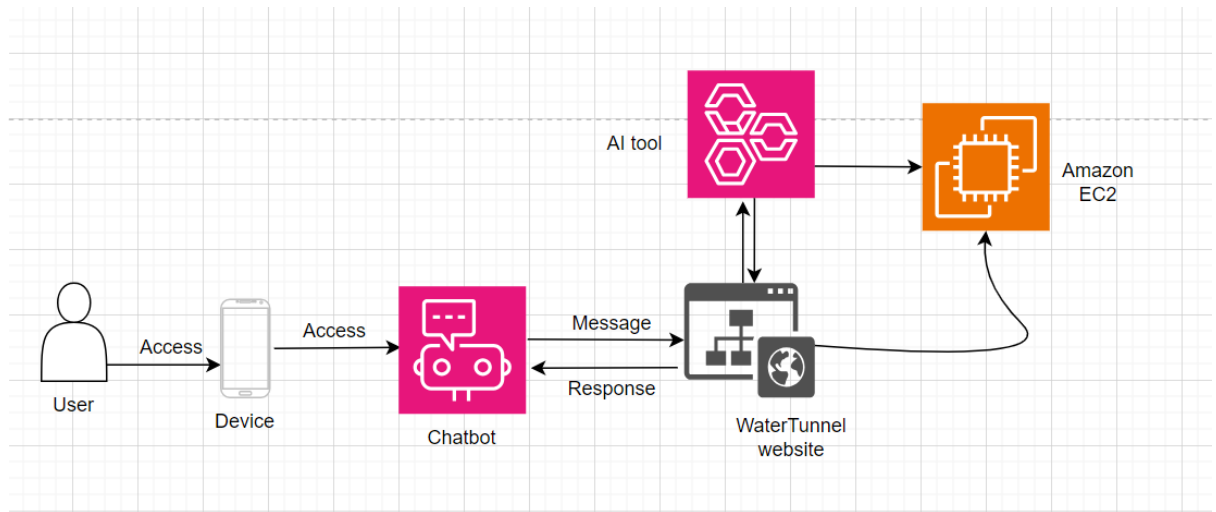 AI tool
Amazon
EC2
Access
Access
Message
Response
User
Device
Chatbot
WaterTunnel
website